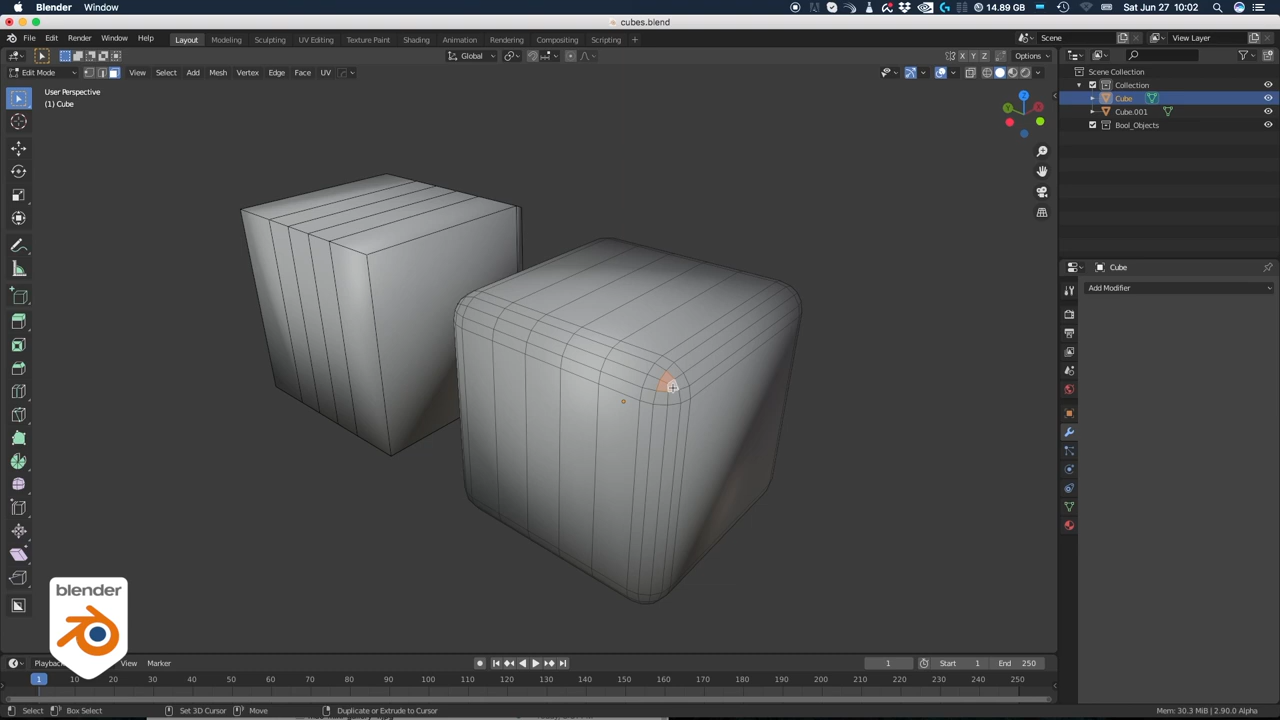 Blender Window
14.89 GB
Sat Jun 27 10:02
cubes.blend
File Edit Render Window Help
Layout Modeling Sculpting UV Editing Texture Paint Shading Animation Rendering Compositing Scripting +
Scene
View Layer
Global
X Y Z
Options
Edit Mode
View Select Add Mesh Vertex Edge Face UV
User Perspective
(1) Cube
Z
Y
X
Scene Collection
Collection
Cube
Cube.001
Bool_Objects
Cube
Add Modifier
blender
View Marker
1
Start 1
End 250
1 10 20 30 40 50 60 70 80 90 100 110 120 130 140 150 160 170 180 190 200 210 220 230 240 250
Select
Box Select
Set 3D Cursor
Move
Duplicate or Extrude to Cursor
Mem: 30.3 MiB | 2.90.0 Alpha